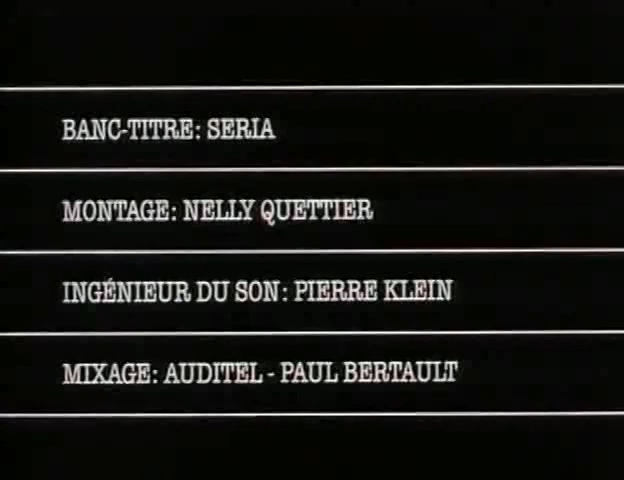 BANC-TITRE: SERIA
MONTAGE: NELLY QUETTIER
INGÉNIEUR DU SON: PIERRE KLEIN
MIXAGE: AUDITEL - PAUL BERTAULT